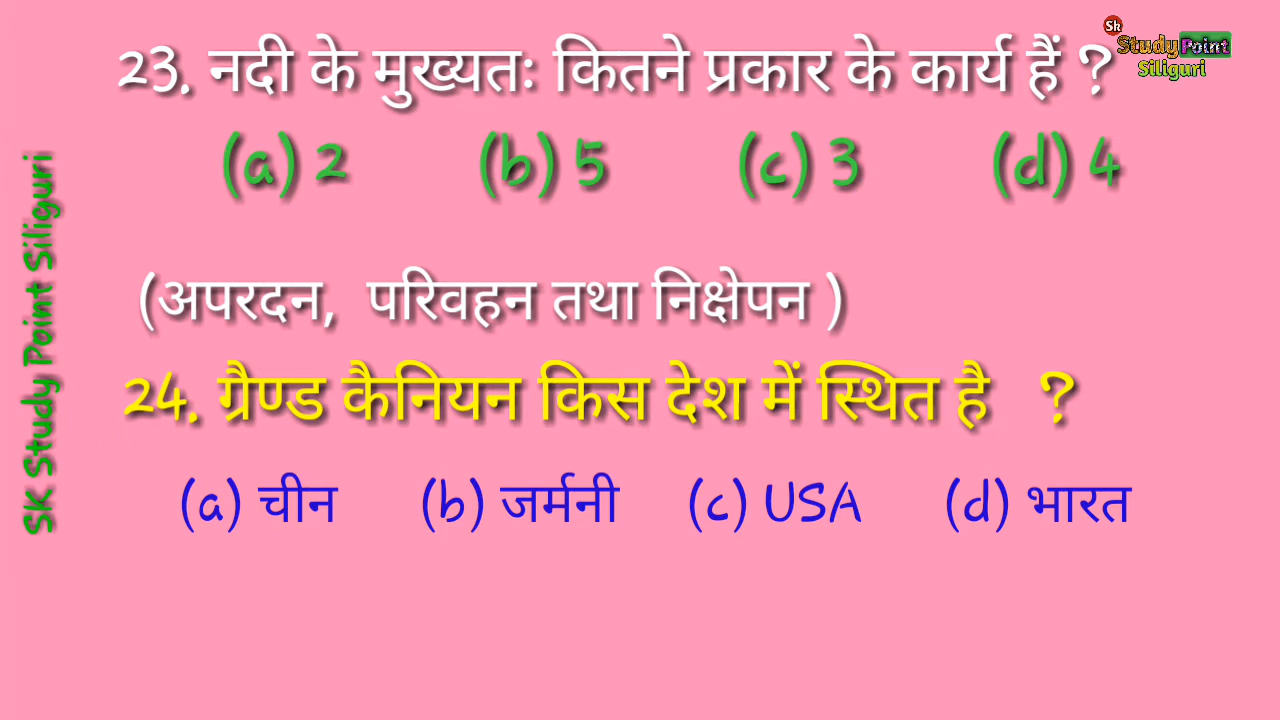 Sk
Study Point
Siliguri
23. नदी के मुख्यतः कितने प्रकार के कार्य हैं ?
(a) 2 (b) 5 (c) 3 (d) 4
(अपरदन, परिवहन तथा निक्षेपन )
24. ग्रैण्ड कैनियन किस देश में स्थित है ?
(a) चीन (b) जर्मनी (c) USA (d) भारत
SK Study Point Siliguri